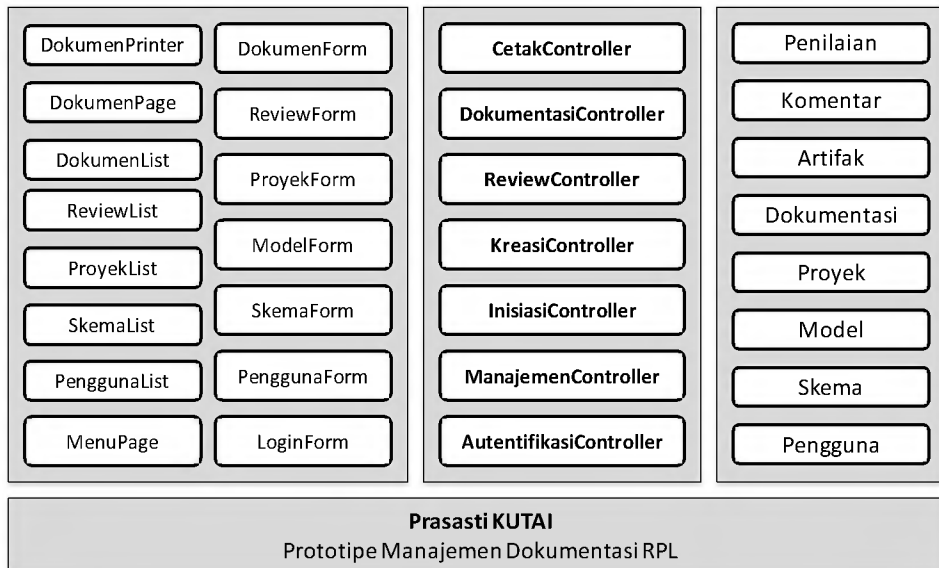 DokumenPrinter
DokumenPage
DokumenList
ReviewList
ProyekList
SkemaList
PenggunaList
MenuPage
DokumenForm
ReviewForm
ProyekForm
ModelForm
SkemaForm
PenggunaForm
LoginForm
CetakController
DokumentasiController
ReviewController
KreasiController
InisiasiController
ManajemenController
AutentifikasiController
Penilaian
Komentar
Artifak
Dokumentasi
Proyek
Model
Skema
Pengguna
Prasasti KUTAI
Prototipe Manajemen Dokumentasi RPL